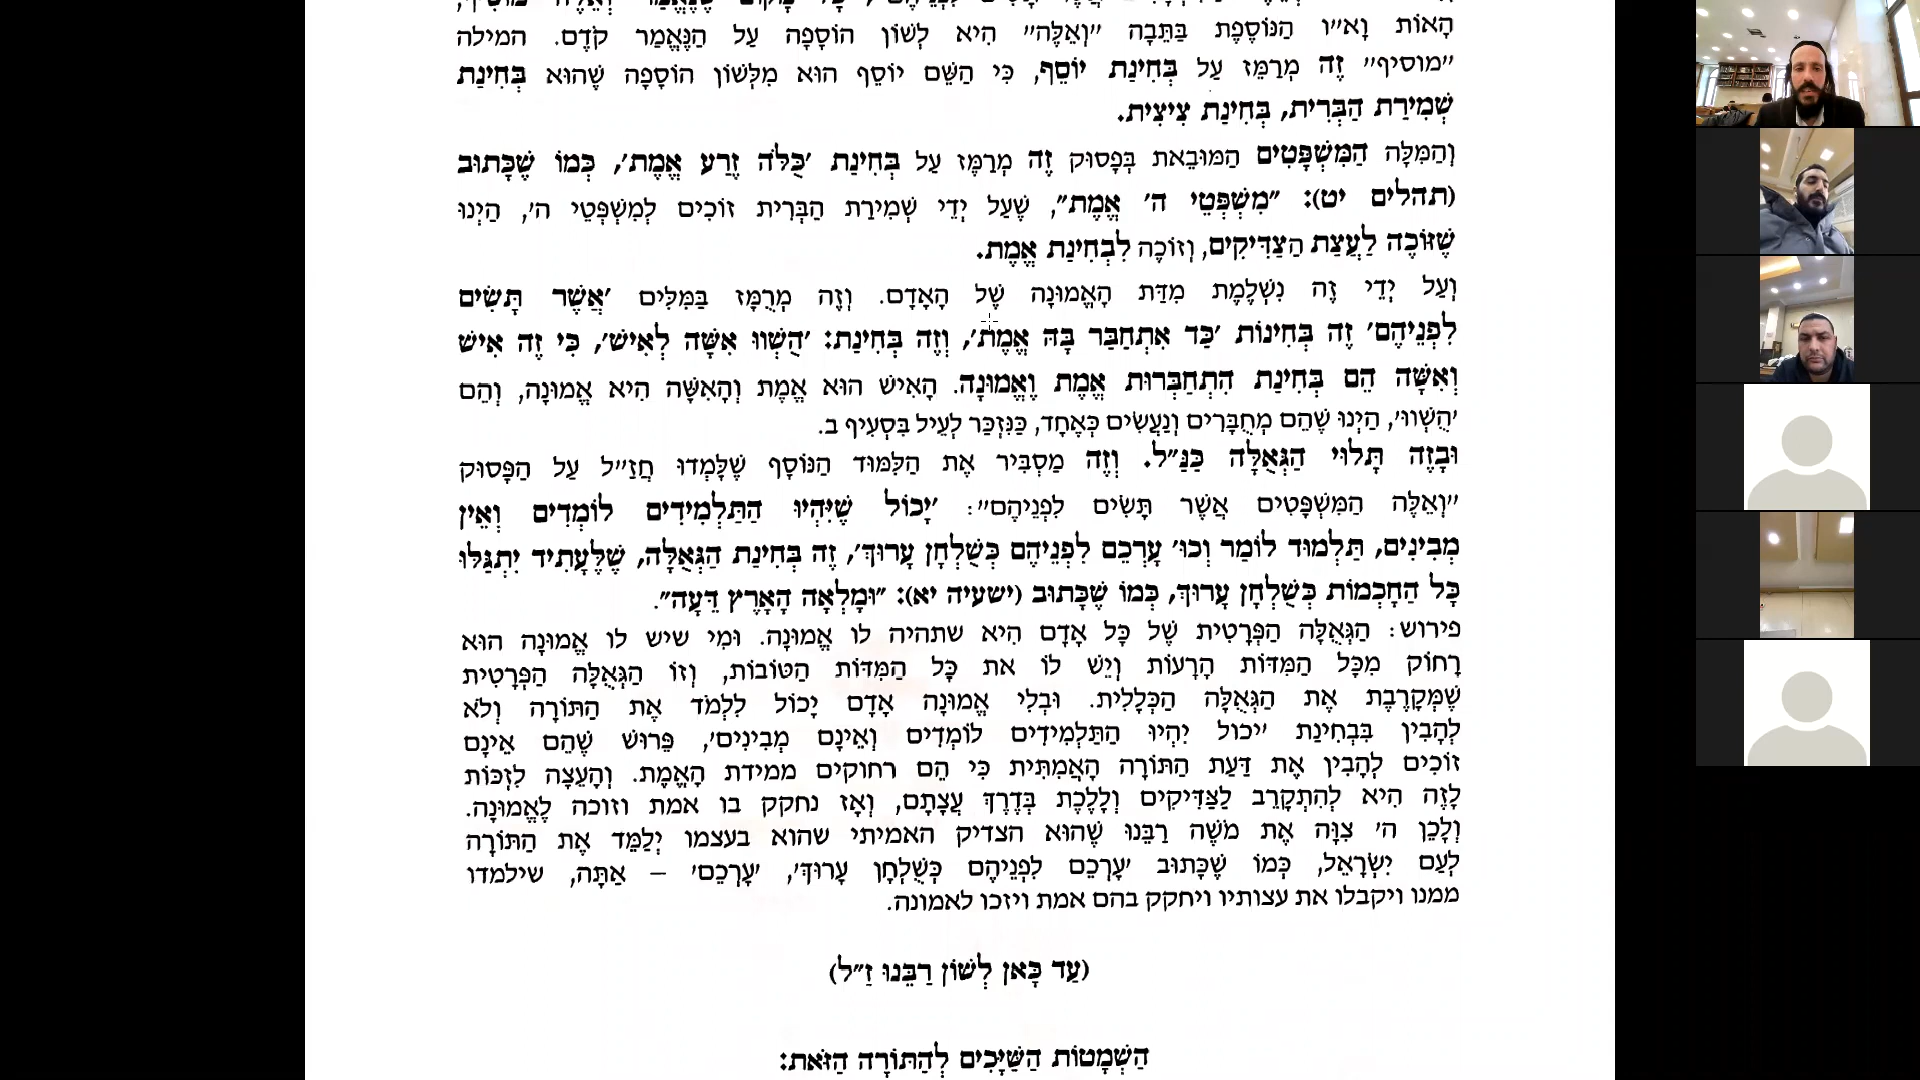 הָאוֹת וָא"ו הַנּוֹסֶפֶת בַּתֵּבָה "וְאֵלֶּה" הִיא לְשׁוֹן הוֹסָפָה עַל הַנֶּאֱמַר קֹדֶם. המילה
"מוסיף" זֶה מְרַמֵּז עַל בְּחִינַת יוֹסֵף, כִּי הַשֵּׁם יוֹסֵף הוּא מִלְּשׁוֹן הוֹסָפָה שֶׁהוּא בְּחִינַת
שְׁמִירַת הַבְּרִית, בְּחִינַת צִיצִית.
וְהַמִּלָּה הַמִּשְׁפָּטִים הַמּוּבֵאת בְּפָסוּק זֶה מְרַמֵּז עַל בְּחִינַת 'כֻּלֹּה זֶרַע אֱמֶת', כְּמוֹ שֶׁכָּתוּב
(תהלים יט): "מִשְׁפְּטֵי ה' אֱמֶת", שֶׁעַל יְדֵי שְׁמִירַת הַבְּרִית זוֹכִים לְמִשְׁפְּטֵי ה', הַיְנוּ
שֶׁזּוֹכֶה לַעֲצַת הַצַּדִּיקִים, וְזוֹכֶה לִבְחִינַת אֱמֶת.
וְעַל יְדֵי זֶה נִשְׁלֶמֶת מִדַּת הָאֱמוּנָה שֶׁל הָאָדָם. וְזֶה מְרֻמָּז בַּמִּלִּים 'אֲשֶׁר תָּשִׂים
לִפְנֵיהֶם' זֶה בְּחִינוֹת 'כַּד אִתְחַבַּר בָּהּ אֱמֶת', וְזֶה בְּחִינַת: 'הֻשְׁווּ אִשָּׁה לְאִישׁ', כִּי זֶה אִישׁ
וְאִשָּׁה הֵם בְּחִינַת הִתְחַבְּרוּת אֱמֶת וֶאֱמוּנָה. הָאִישׁ הוּא אֱמֶת וְהָאִשָּׁה הִיא אֱמוּנָה, וְהֵם
'הֻשְׁווּ', הַיְנוּ שֶׁהֵם מְחֻבָּרִים וְנַעֲשִׂים כְּאֶחָד, כַּנִּזְכַּר לְעֵיל בִּסְעִיף ב.
וּבָזֶה תָּלוּי הַגְּאֻלָּה כַּנַּ"ל. וְזֶה מַסְבִּיר אֶת הַלִּמּוּד הַנּוֹסָף שֶׁלָּמְדוּ חֲזַ"ל עַל הַפָּסוּק
"וְאֵלֶּה הַמִּשְׁפָּטִים אֲשֶׁר תָּשִׂים לִפְנֵיהֶם": 'יָכוֹל שֶׁיִּהְיוּ הַתַּלְמִידִים לוֹמְדִים וְאֵין
מְבִינִים, תַּלְמוּד לוֹמַר וְכוּ' עָרְכֵם לִפְנֵיהֶם כְּשֻׁלְחָן עָרוּךְ', זֶה בְּחִינַת הַגְּאֻלָּה, שֶׁלֶּעָתִיד יִתְגַּלּוּ
כָּל הַחָכְמוֹת כְּשֻׁלְחָן עָרוּךְ, כְּמוֹ שֶׁכָּתוּב (ישעיה יא): "וּמָלְאָה הָאָרֶץ דֵּעָה".
פירוש: הַגְּאֻלָּה הַפְּרָטִית שֶׁל כָּל אָדָם הִיא שתהיה לו אֱמוּנָה. וּמִי שיש לו אֱמוּנָה הוּא
רָחוֹק מִכָּל הַמִּדּוֹת הָרָעוֹת וְיֵשׁ לוֹ את כָּל הַמִּדּוֹת הַטּוֹבוֹת, וְזוֹ הַגְּאֻלָּה הַפְּרָטִית
שֶׁמְּקָרֶבֶת אֶת הַגְּאֻלָּה הַכְּלָלִית. וּבְלִי אֱמוּנָה אָדָם יָכוֹל לִלְמֹד אֶת הַתּוֹרָה וְלֹא
לְהָבִין בִּבְחִינַת 'יכול יִהְיוּ הַתַּלְמִידִים לוֹמְדִים וְאֵינָם מְבִינִים', פֵּרוּשׁ שֶׁהֵם אֵינָם
זוֹכִים לְהָבִין אֶת דַּעַת הַתּוֹרָה הָאֲמִתִּית כִּי הֵם רחוקים ממידת הָאֱמֶת. וְהָעֵצָה לִזְכּוֹת
לָזֶה הִיא לְהִתְקָרֵב לַצַּדִּיקִים וְלָלֶכֶת בְּדֶרֶךְ עֲצָתָם, וְאָז נחקק בו אמת וזוכה לֶאֱמוּנָה.
וְלָכֵן ה' צִוָּה אֶת מֹשֶׁה רַבֵּנוּ שֶׁהוּא הצדיק האמיתי שהוא בעצמו יְלַמֵּד אֶת הַתּוֹרָה
לְעַם יִשְׂרָאֵל, כְּמוֹ שֶׁכָּתוּב 'עָרְכֵם לִפְנֵיהֶם כְּשֻׁלְחָן עָרוּךְ', 'עָרְכֵם' – אַתָּה, שילמדו
ממנו ויקבלו את עצותיו ויחקק בהם אמת ויזכו לאמונה.
(עַד כָּאן לְשׁוֹן רַבֵּנוּ זַ"ל)
הַשְׁמָטוֹת הַשַּׁיָּכִים לְהַתּוֹרָה הַזֹּאת: